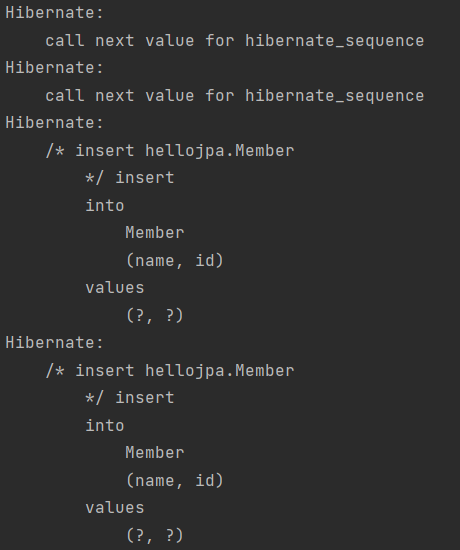 Hibernate:
    call next value for hibernate_sequence
Hibernate:
    call next value for hibernate_sequence
Hibernate:
    /* insert hellojpa.Member
        */ insert
        into
            Member
            (name, id)
        values
            (?, ?)
Hibernate:
    /* insert hellojpa.Member
        */ insert
        into
            Member
            (name, id)
        values
            (?, ?)